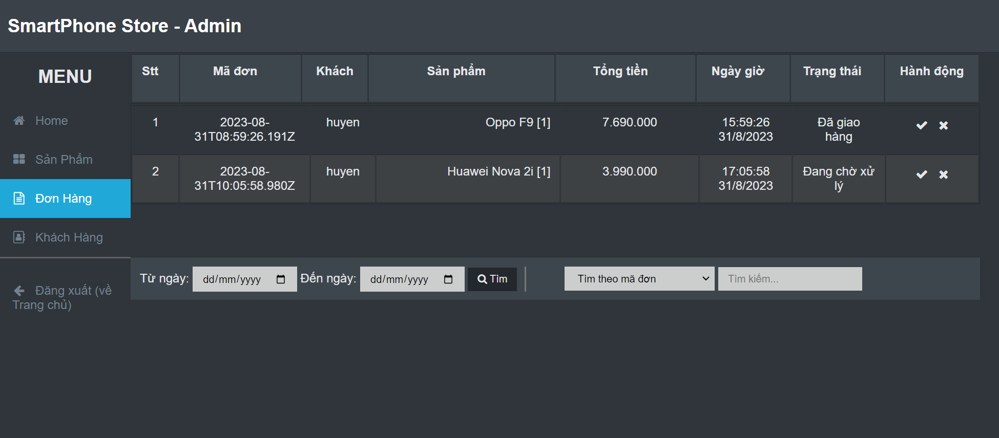 SmartPhone Store - Admin
MENU
Home
Sản Phẩm
Đơn Hàng
Khách Hàng
Đăng xuất (về
Trang chủ)
Stt Mã đơn Khách Sản phẩm Tổng tiền Ngày giờ Trạng thái Hành động
1 2023-08- huyen Oppo F9 [1] 7.690.000 15:59:26 Đã giao
31T08:59:26.191Z 31/8/2023 hàng
2 2023-08- huyen Huawei Nova 2i [1] 3.990.000 17:05:58 Đang chờ xử
31T10:05:58.980Z 31/8/2023 lý
Từ ngày: dd/mm/yyyy Đến ngày: dd/mm/yyyy Tìm Tìm theo mã đơn Tìm kiếm...